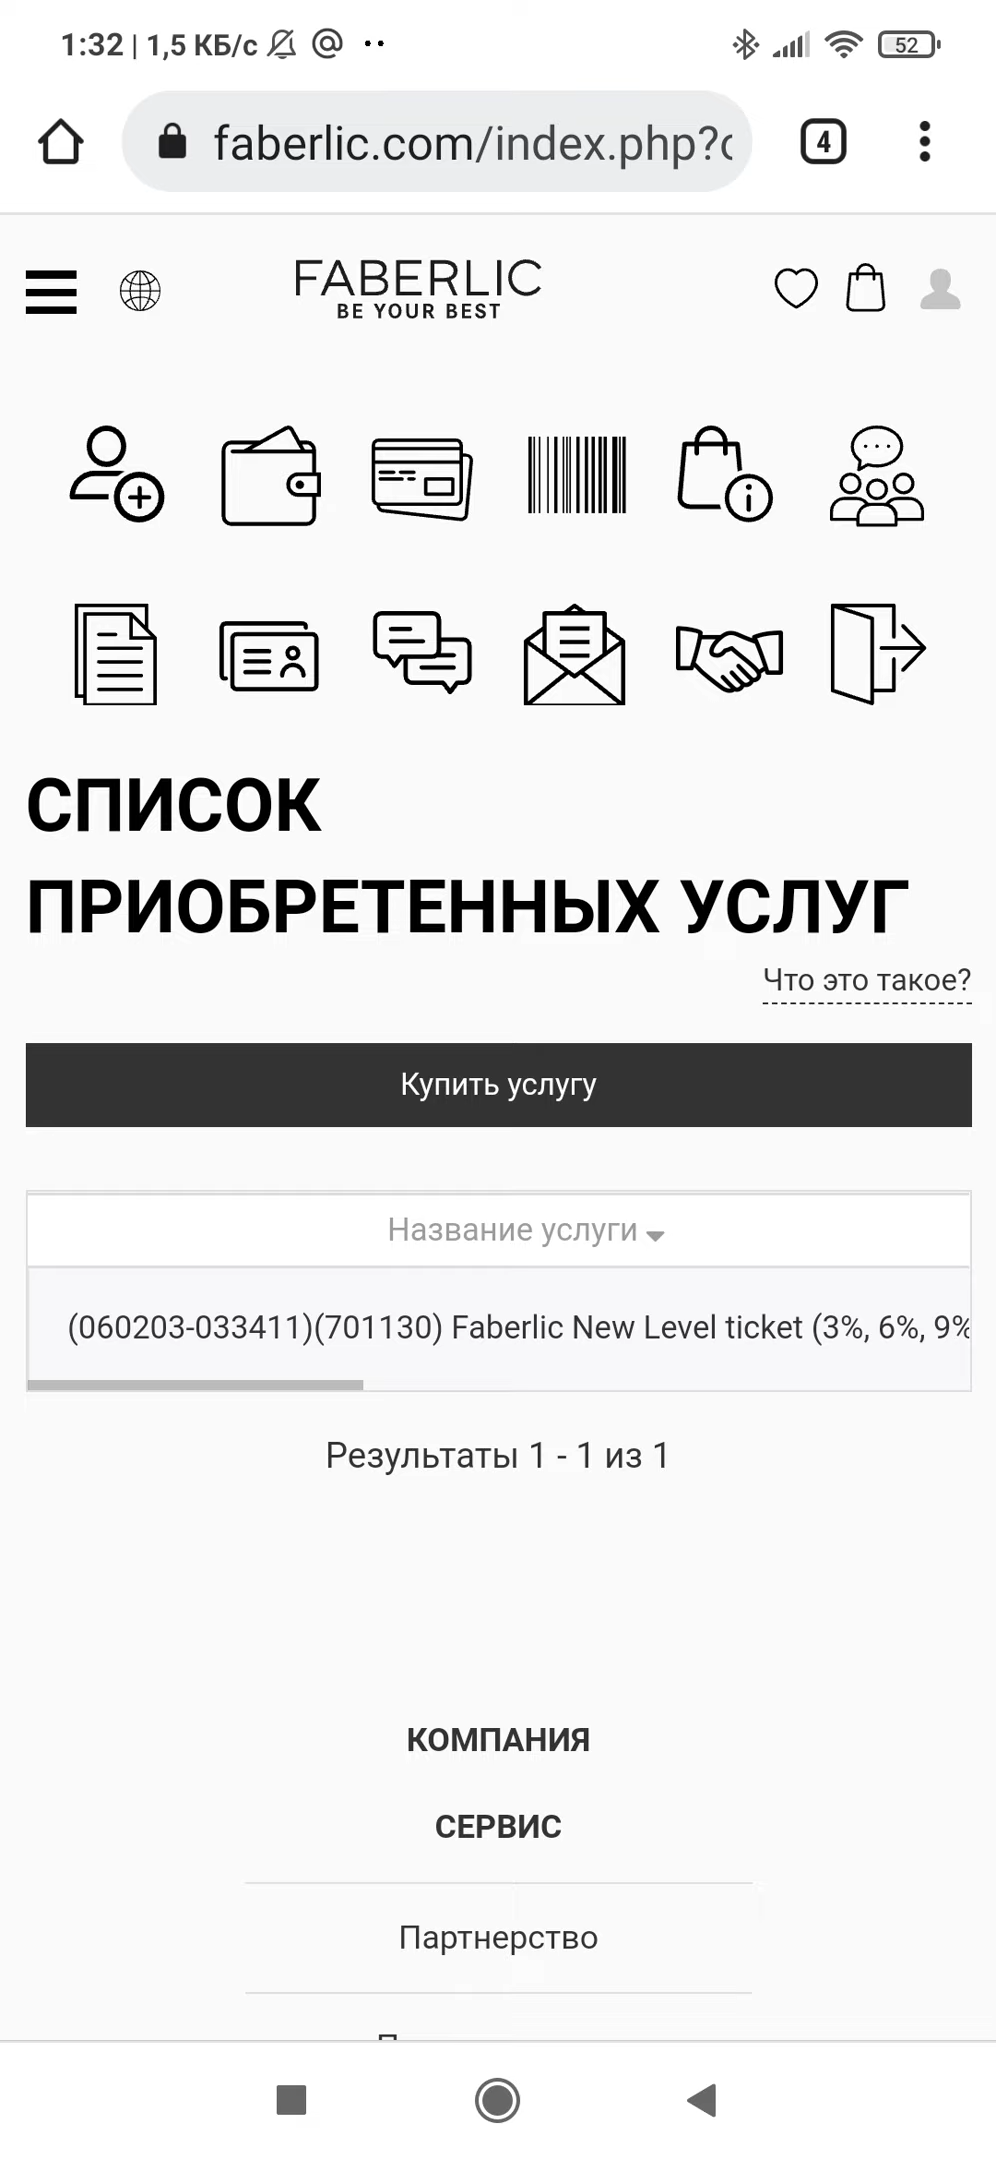 1:32 | 1,5 КБ/с
52
faberlic.com/index.php?c
4
FABERLIC
BE YOUR BEST
СПИСОК
ПРИОБРЕТЕННЫХ УСЛУГ
Что это такое?
Купить услугу
Название услуги
(060203-033411)(701130) Faberlic New Level ticket (3%, 6%, 9%
Результаты 1 - 1 из 1
КОМПАНИЯ
СЕРВИС
Партнерство